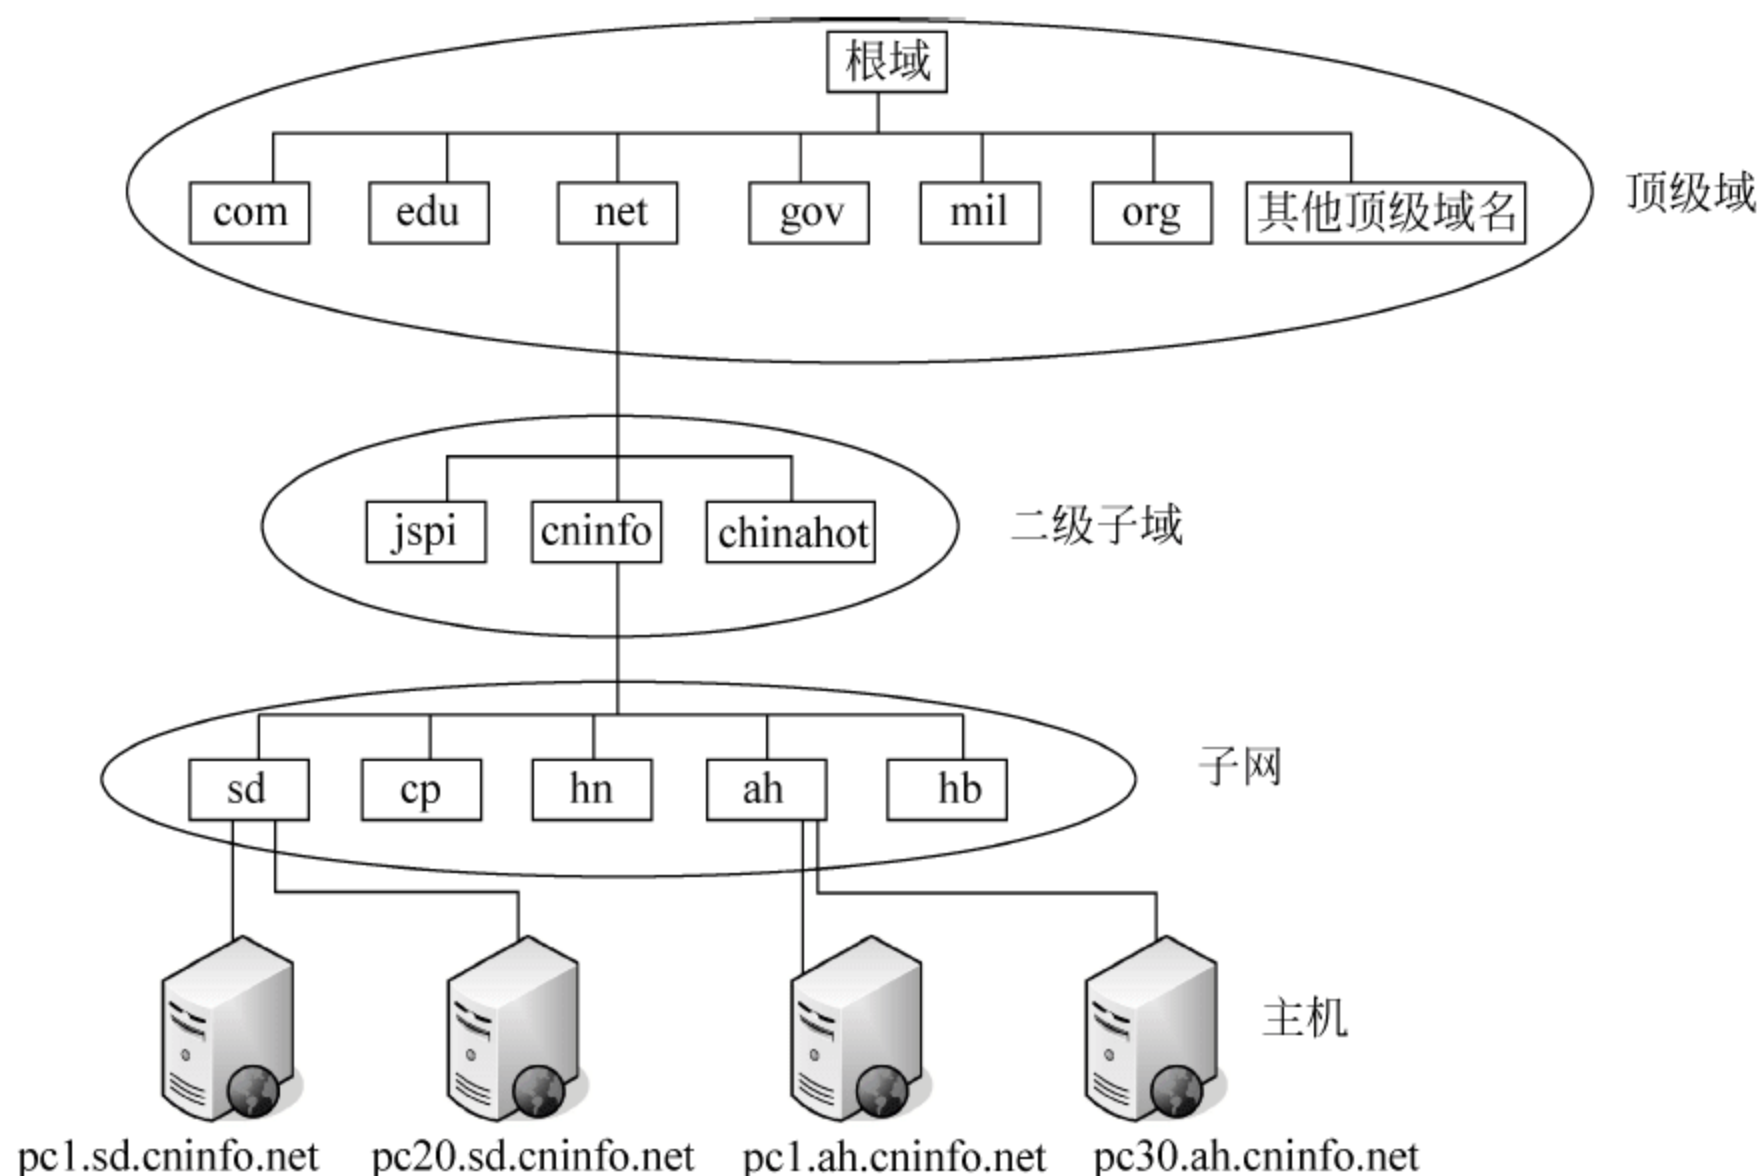 根域
com edu net gov mil org 其他顶级域名
顶级域
jspi cninfo chinahot
二级子域
sd cp hn ah hb
子网
主机
pc1.sd.cninfo.net pc20.sd.cninfo.net pc1.ah.cninfo.net pc30.ah.cninfo.net